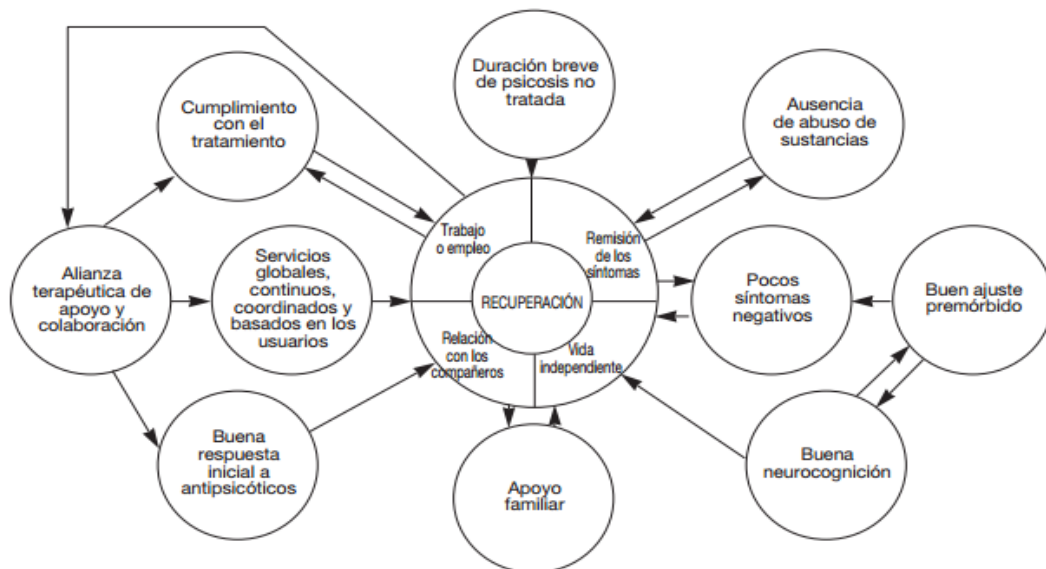 Duración breve
de psicosis no
tratada
Cumplimiento
con el
tratamiento
Ausencia
de abuso de
sustancias
Trabajo
o empleo
Remisión
de los
síntomas
Alianza
terapéutica de
apoyo y
colaboración
Servicios
globales,
continuos,
coordinados y
basados en los
usuarios
RECUPERACIÓN
Pocos
síntomas
negativos
Buen ajuste
premórbido
Relación
con los
compañeros
Vida
independiente
Buena
respuesta
inicial a
antipsicóticos
Apoyo
familiar
Buena
neurocognición